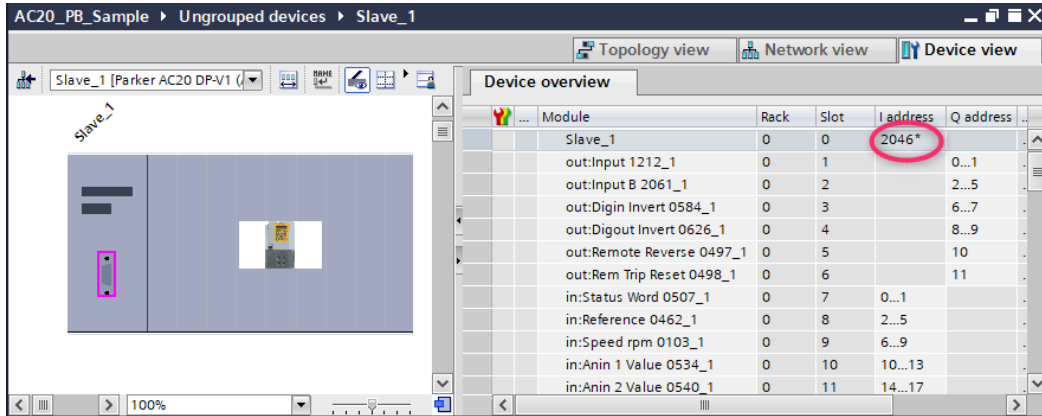 AC20_PB_Sample ▸ Ungrouped devices ▸ Slave_1
Topology view Network view Device view
Slave_1 [Parker AC20 DP-V1 (
Slave_1
100%
Device overview
... Module Rack Slot I address Q address ..
Slave_1 0 0 2046*
out:Input 1212_1 0 1 0...1
out:Input B 2061_1 0 2 2...5
out:Digin Invert 0584_1 0 3 6...7
out:Digout Invert 0626_1 0 4 8...9
out:Remote Reverse 0497_1 0 5 10
out:Rem Trip Reset 0498_1 0 6 11
in:Status Word 0507_1 0 7 0...1
in:Reference 0462_1 0 8 2...5
in:Speed rpm 0103_1 0 9 6...9
in:Anin 1 Value 0534_1 0 10 10...13
in:Anin 2 Value 0540_1 0 11 14...17